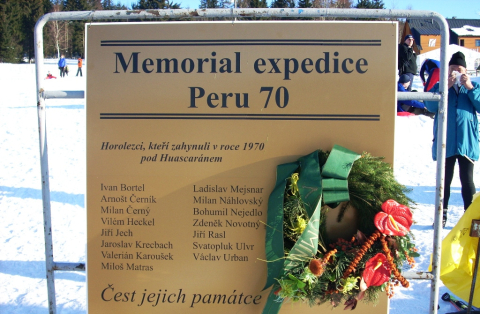 Memorial expedice
Peru 70
Horolezci, kteří zahynuli v roce 1970
pod Huascaránem
Ivan Bortel
Arnošt Černík
Milan Černý
Vilém Heckel
Jiří Jech
Jaroslav Krecbach
Valerián Karoušek
Miloš Matras
Ladislav Mejsnar
Milan Náhlovský
Bohumil Nejedlo
Zdeněk Novotný
Jiří Rasl
Svatopluk Ulvr
Václav Urban
Čest jejich památce